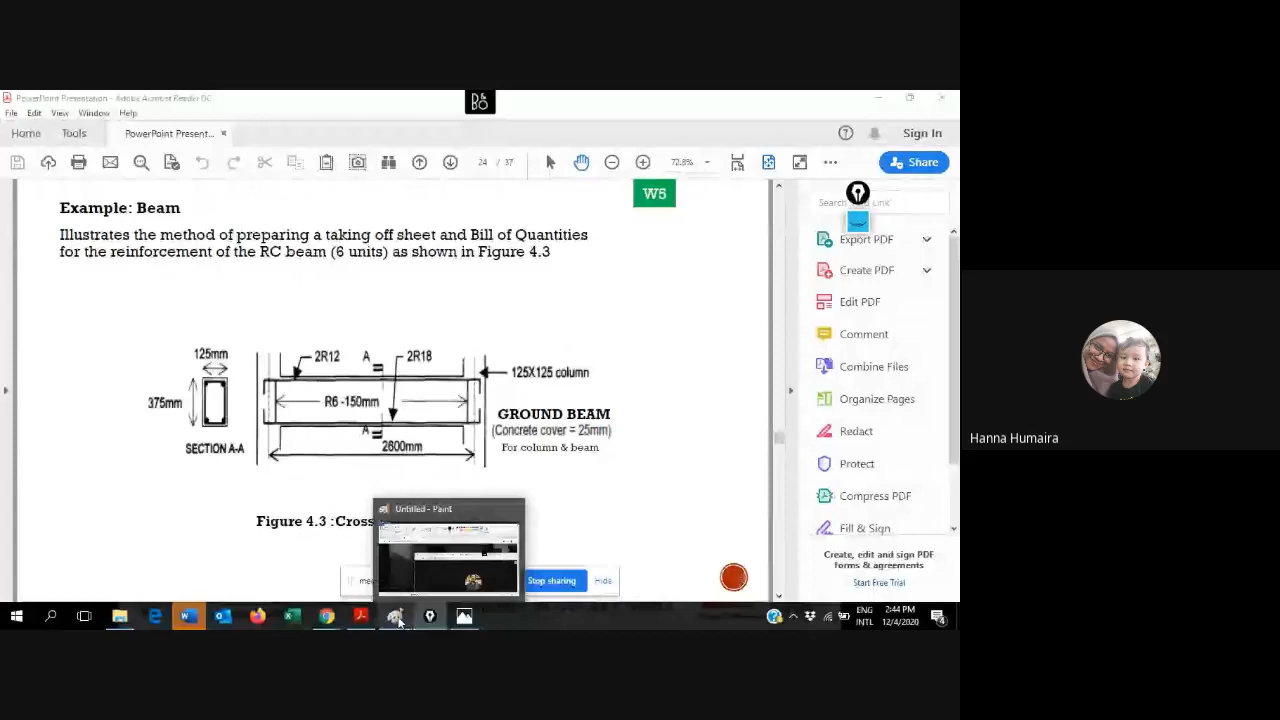 PowerPoint Presentation - Adobe Acrobat Reader DC
B&O
File Edit View Window Help
Home Tools PowerPoint Present... × Sign In
24 / 37 72.8% Share
W5
Example: Beam
Illustrates the method of preparing a taking off sheet and Bill of Quantities
for the reinforcement of the RC beam (6 units) as shown in Figure 4.3
125mm
375mm
SECTION A-A
2R12
A
2R18
125X125 column
R6 -150mm
GROUND BEAM
(Concrete cover = 25mm)
For column & beam
A
2600mm
Figure 4.3 :Cross
Untitled - Paint
Stop sharing Hide
Search
Export PDF
Create PDF
Edit PDF
Comment
Combine Files
Organize Pages
Redact
Protect
Compress PDF
Fill & Sign
Create, edit and sign PDF
forms & agreements
Start Free Trial
ENG
INTL
2:44 PM
12/4/2020
4
Hanna Humaira